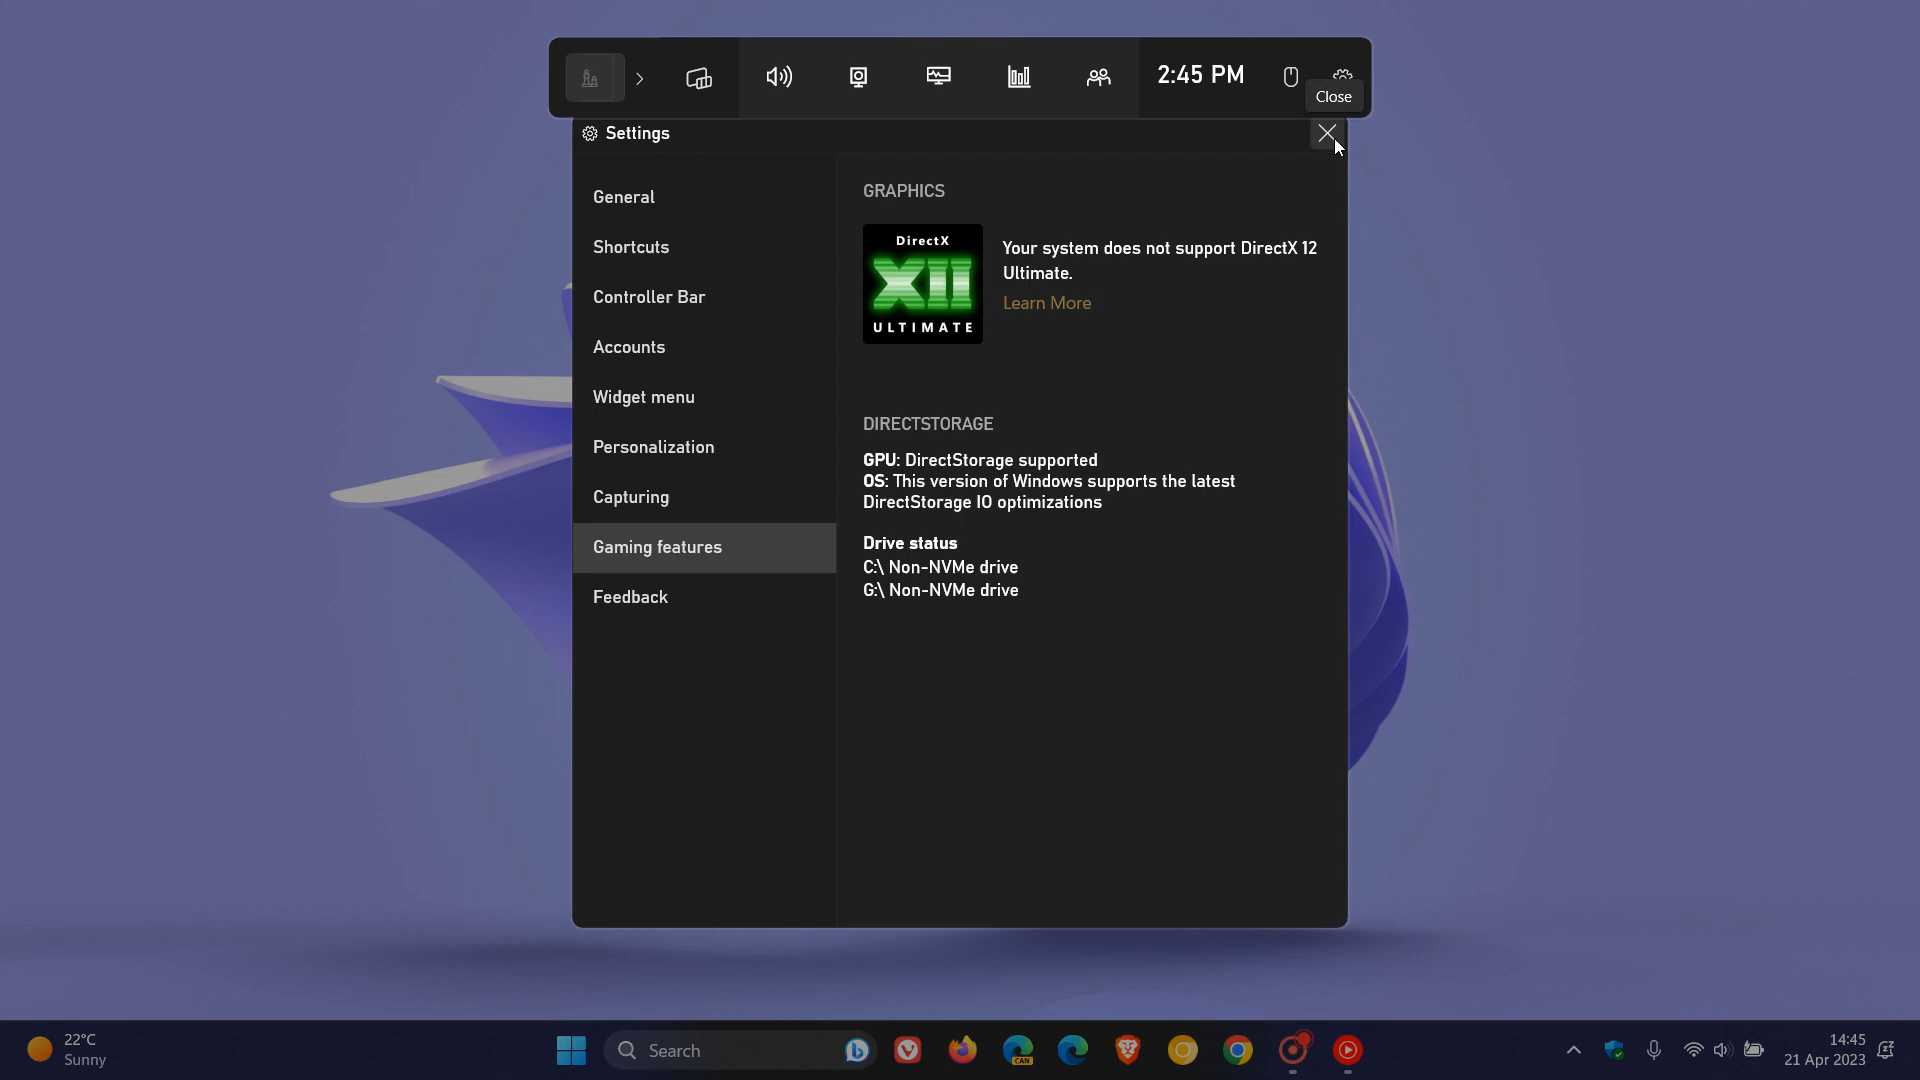 2:45 PM
Close
Settings
General
Shortcuts
Controller Bar
Accounts
Widget menu
Personalization
Capturing
Gaming features
Feedback
GRAPHICS
DirectX
XII
ULTIMATE
Your system does not support DirectX 12
Ultimate.
Learn More
DIRECTSTORAGE
GPU: DirectStorage supported
OS: This version of Windows supports the latest
DirectStorage IO optimizations
Drive status
C:\ Non-NVMe drive
G:\ Non-NVMe drive
22°C
Sunny
Search
CAN
14:45
21 Apr 2023